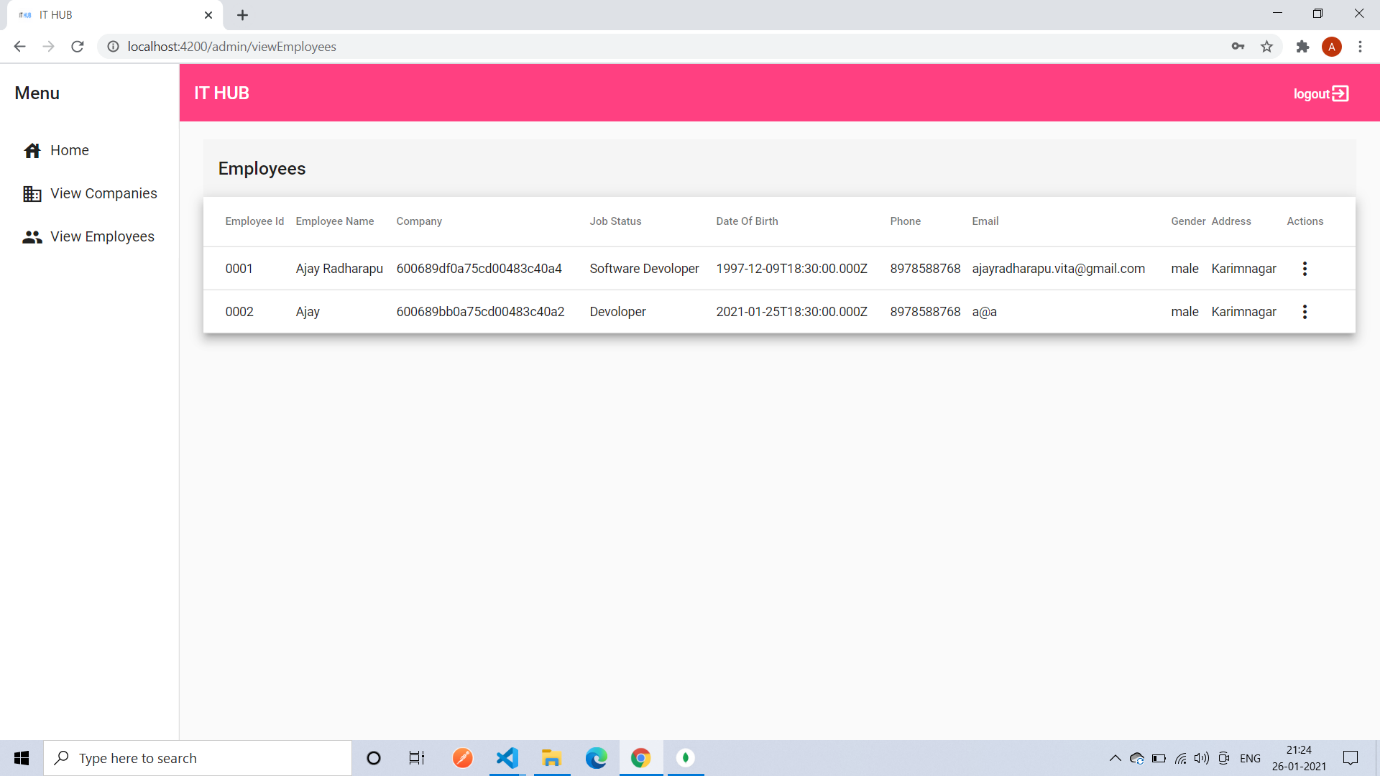 IT HUB
localhost:4200/admin/viewEmployees
A
Menu
IT HUB
logout
Home
View Companies
View Employees
Employees
Employee Id Employee Name Company Job Status Date Of Birth Phone Email Gender Address Actions
0001 Ajay Radharapu 600689df0a75cd00483c40a4 Software Devoloper 1997-12-09T18:30:00.000Z 8978588768 ajayradharapu.vita@gmail.com male Karimnagar
0002 Ajay 600689bb0a75cd00483c40a2 Devoloper 2021-01-25T18:30:00.000Z 8978588768 a@a male Karimnagar
Type here to search
ENG
21:24
26-01-2021